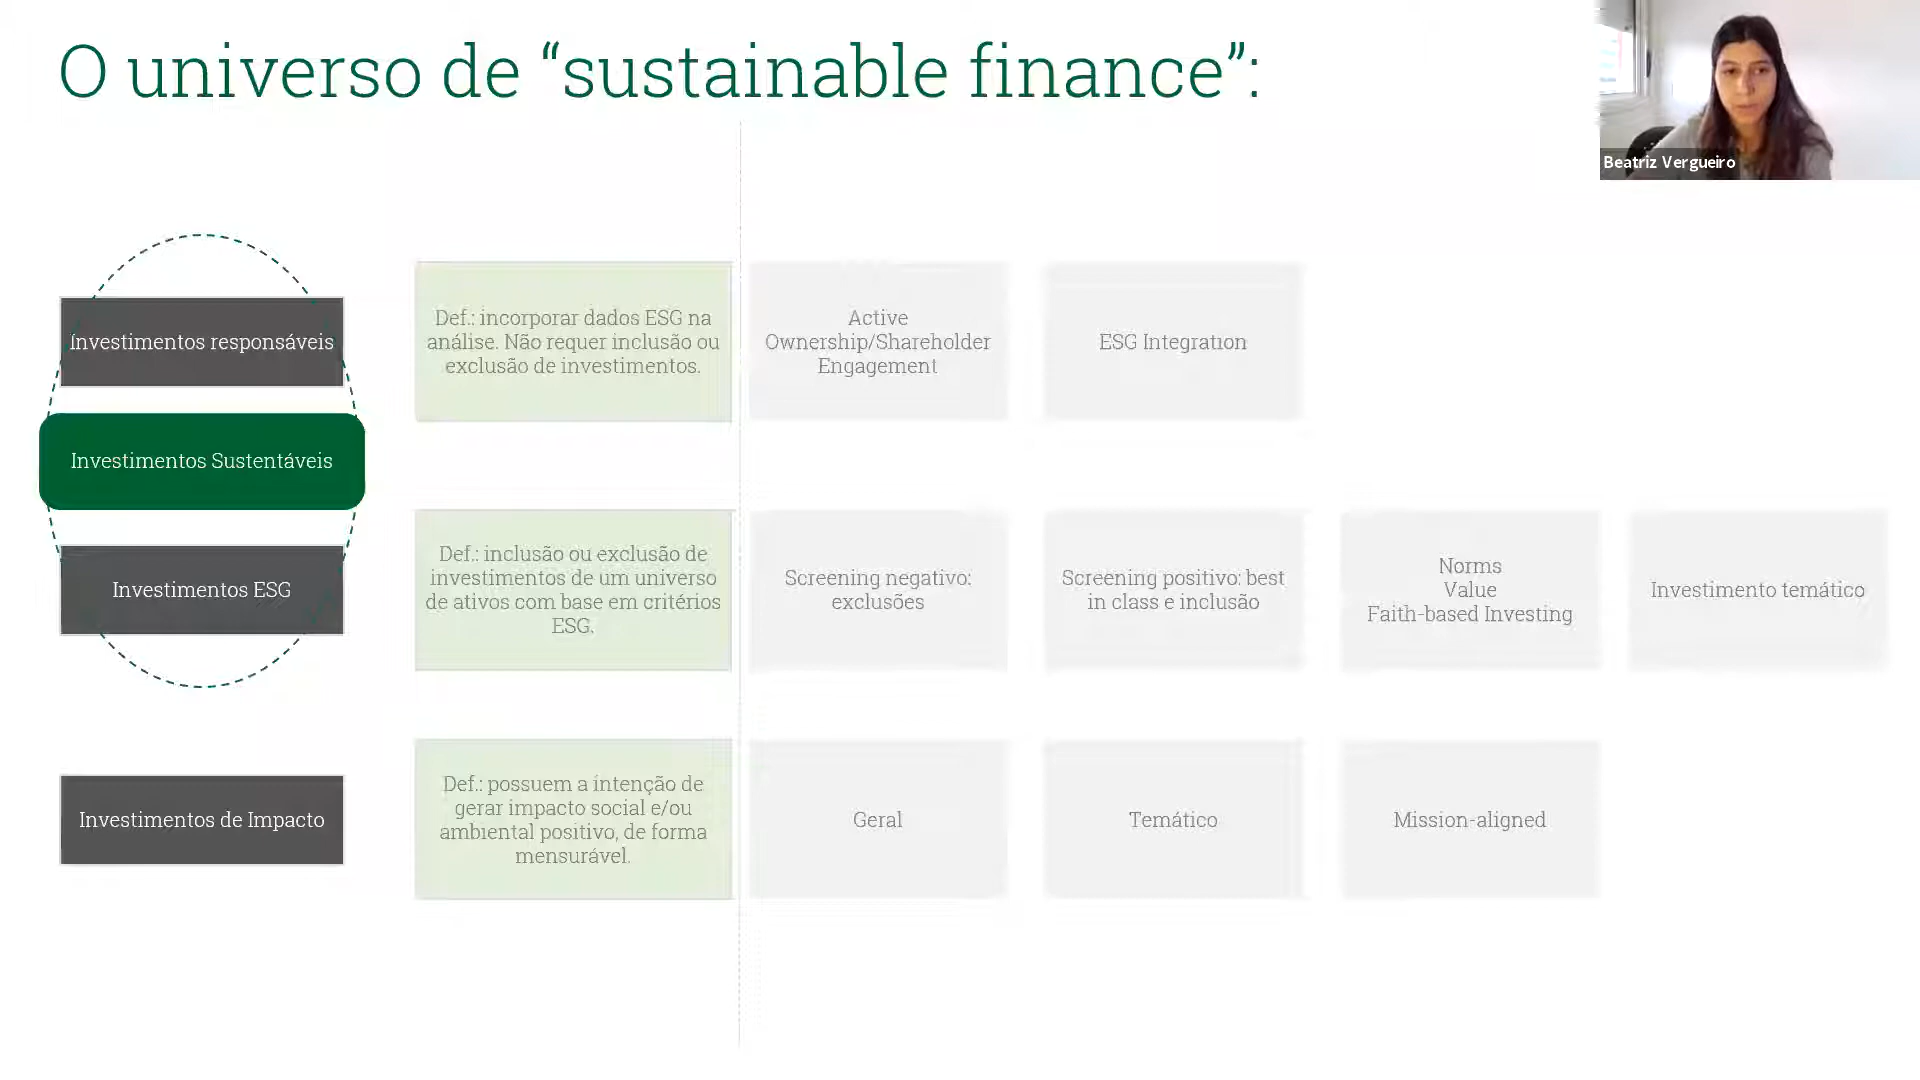 O universo de “sustainable finance”:
Beatriz Vergueiro
Investimentos responsáveis
Def.: incorporar dados ESG na
análise. Não requer inclusão ou
exclusão de investimentos.
Active
Ownership/Shareholder
Engagement
ESG Integration
Investimentos Sustentáveis
Investimentos ESG
Def.: inclusão ou exclusão de
investimentos de um universo
de ativos com base em critérios
ESG.
Screening negativo:
exclusões
Screening positivo: best
in class e inclusão
Norms
Value
Faith-based Investing
Investimento temático
Investimentos de Impacto
Def.: possuem a intenção de
gerar impacto social e/ou
ambiental positivo, de forma
mensurável.
Geral
Temático
Mission-aligned